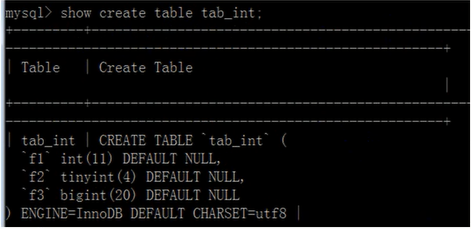 mysql> show create table tab_int;
+---------+------------------------------------------------------
----------------------------------------------------+
| Table   | Create Table
                                                    |
+---------+------------------------------------------------------
----------------------------------------------------+
| tab_int | CREATE TABLE `tab_int` (
  `f1` int(11) DEFAULT NULL,
  `f2` tinyint(4) DEFAULT NULL,
  `f3` bigint(20) DEFAULT NULL
) ENGINE=InnoDB DEFAULT CHARSET=utf8 |